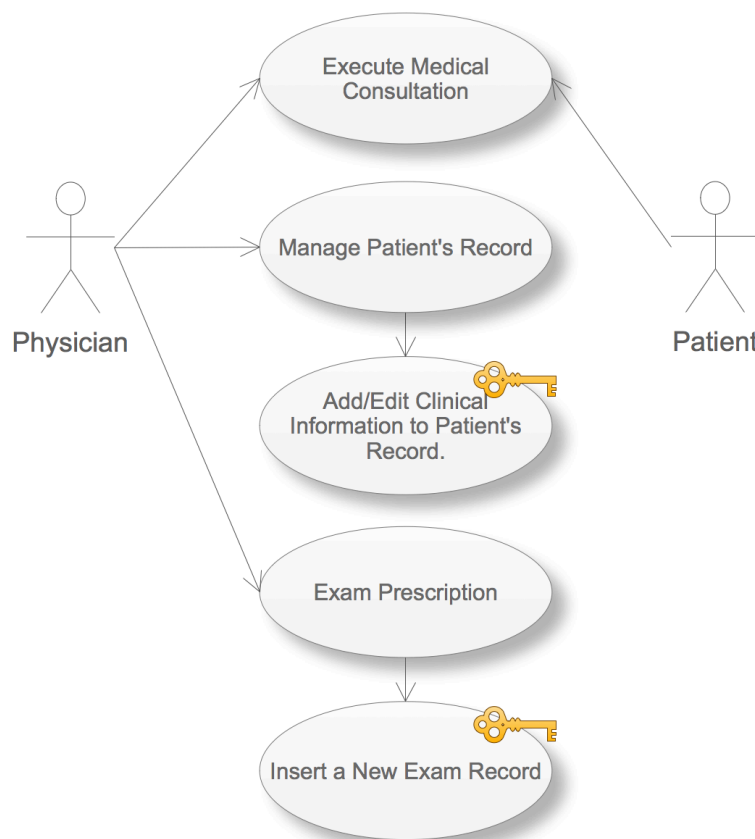 Execute Medical
Consultation
Manage Patient's Record
Physician
Patient
Add/Edit Clinical
Information to Patient's
Record.
Exam Prescription
Insert a New Exam Record